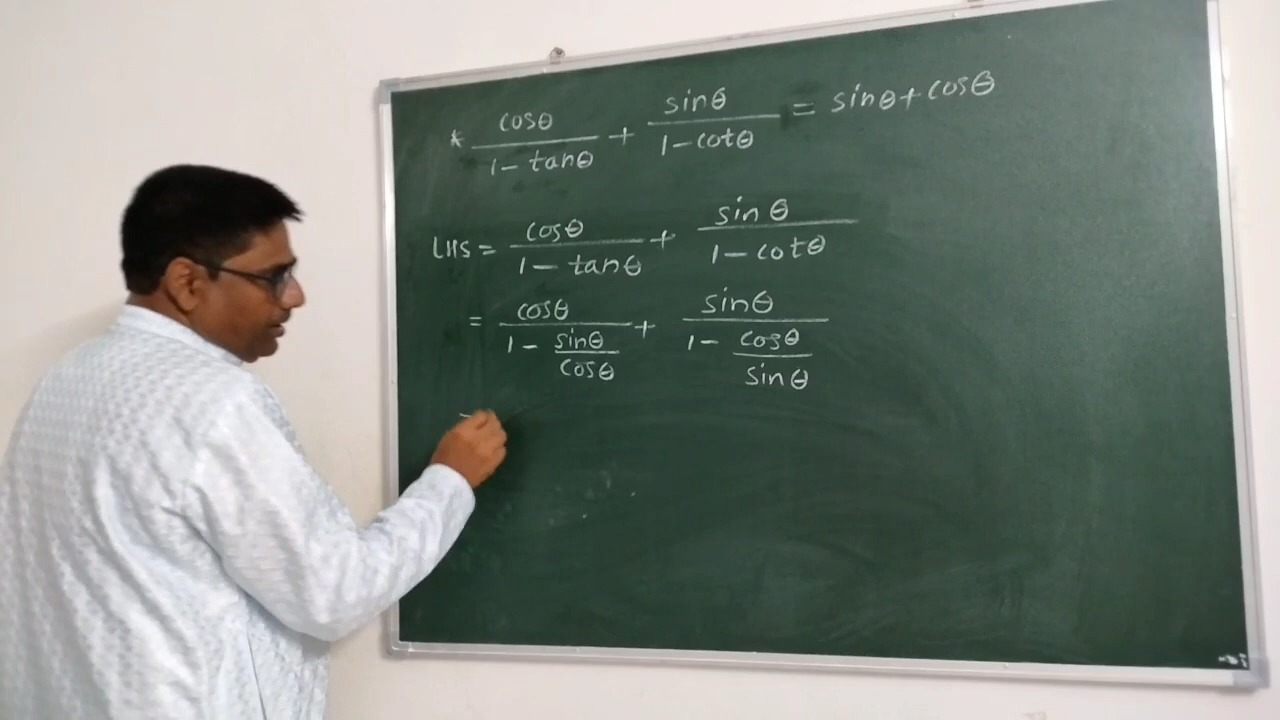 * cosθ/(1-tanθ) + sinθ/(1-cotθ) = sinθ+cosθ
LHS = cosθ/(1-tanθ) + sinθ/(1-cotθ)
= cosθ/(1-sinθ/cosθ) + sinθ/(1-cosθ/sinθ)